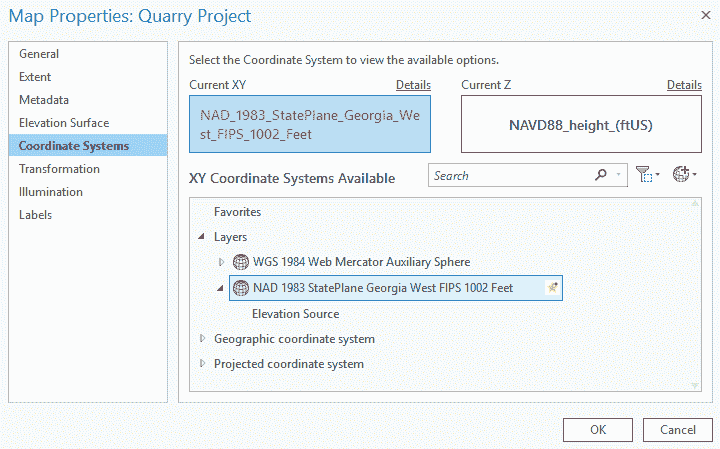 Map Properties: Quarry Project
General
Extent
Metadata
Elevation Surface
Coordinate Systems
Transformation
Illumination
Labels
Select the Coordinate System to view the available options.
Current XY Details
NAD_1983_StatePlane_Georgia_We
st_FIPS_1002_Feet
Current Z Details
NAVD88_height_(ftUS)
XY Coordinate Systems Available
Search
Favorites
Layers
WGS 1984 Web Mercator Auxiliary Sphere
NAD 1983 StatePlane Georgia West FIPS 1002 Feet
Elevation Source
Geographic coordinate system
Projected coordinate system
OK Cancel